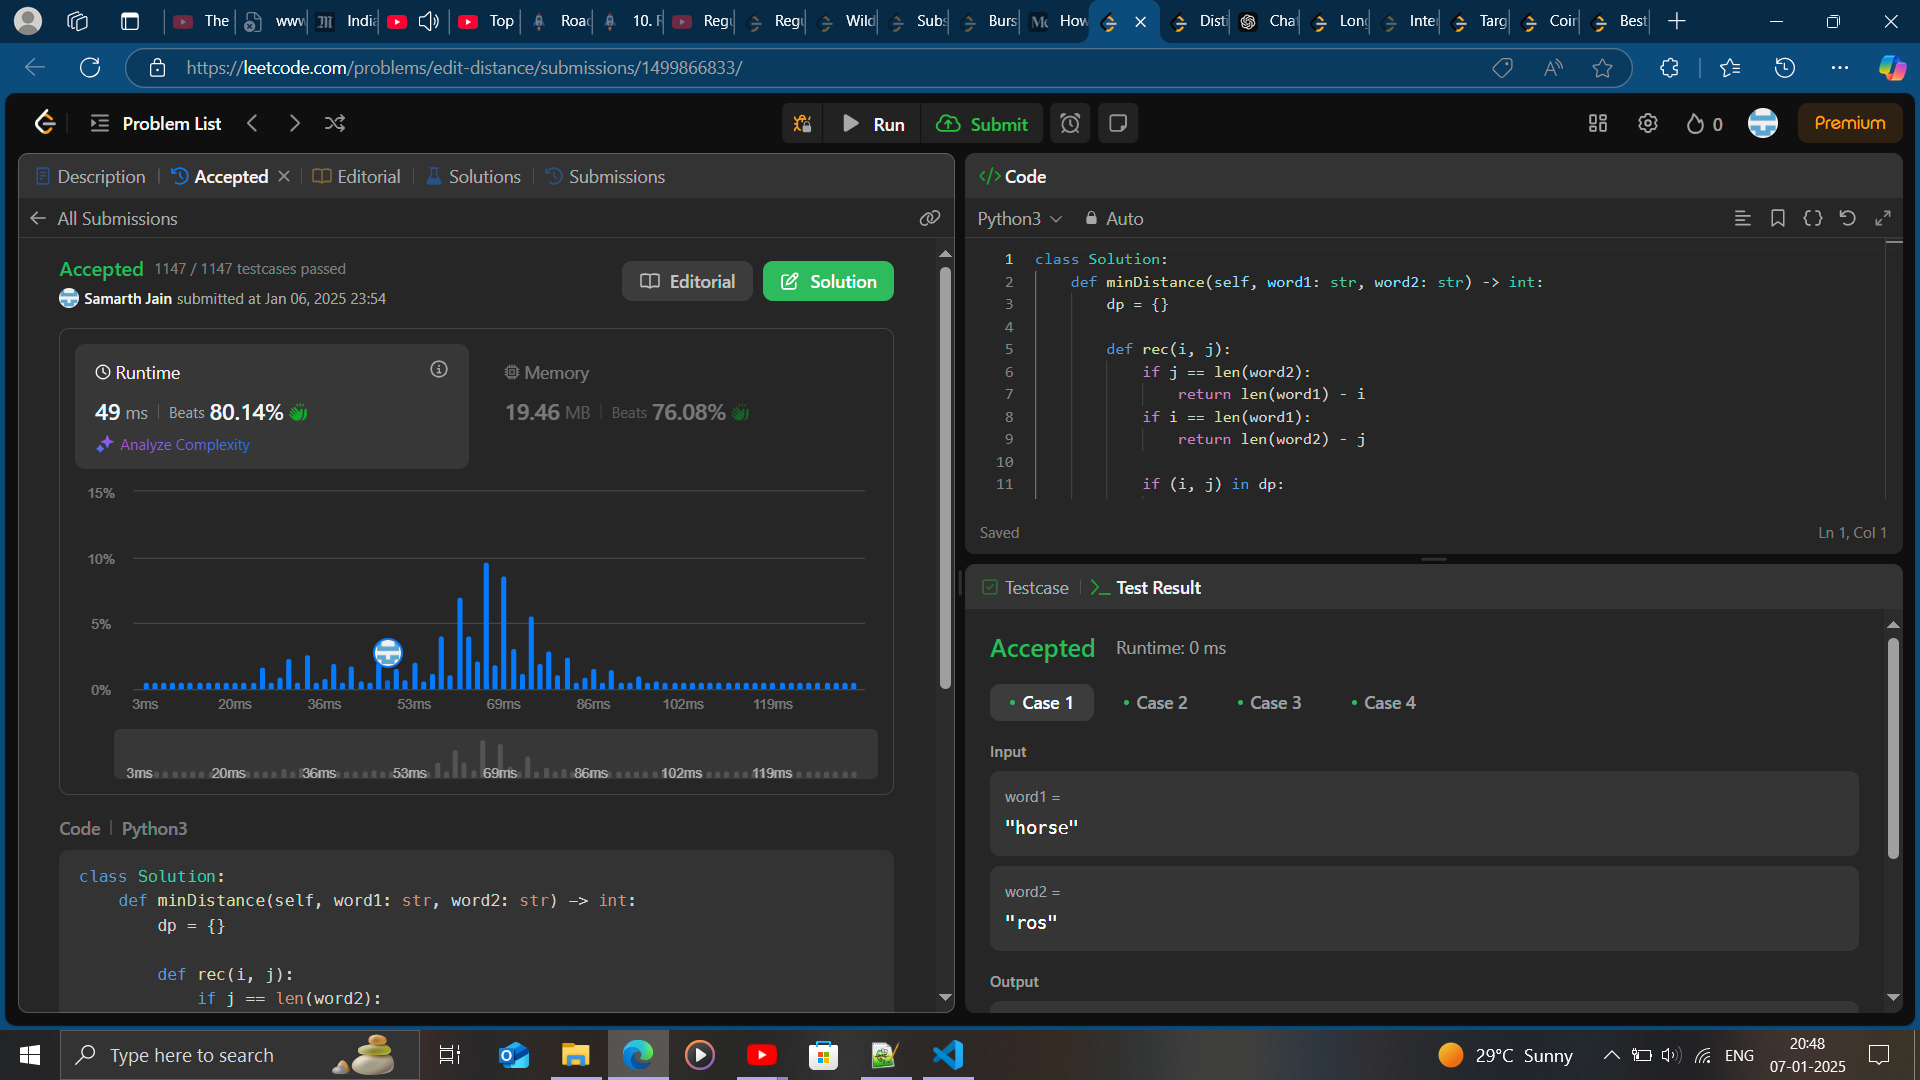 The
www
India
Top
Road
10. R
Regu
Regu
Wild
Subs
Burs
How
Disti
Chat
Long
Inter
Targ
Coin
Best
https://leetcode.com/problems/edit-distance/submissions/1499866833/
Problem List
Run
Submit
0
Premium
Description
Accepted
Editorial
Solutions
Submissions
All Submissions
Accepted 1147 / 1147 testcases passed
Samarth Jain submitted at Jan 06, 2025 23:54
Editorial
Solution
Runtime
49 ms | Beats 80.14%
Analyze Complexity
Memory
19.46 MB | Beats 76.08%
15%
10%
5%
0%
3ms 20ms 36ms 53ms 69ms 86ms 102ms 119ms
3ms 20ms 36ms 53ms 69ms 86ms 102ms 119ms
Code | Python3
class Solution:
    def minDistance(self, word1: str, word2: str) -> int:
        dp = {}
        def rec(i, j):
            if j == len(word2):
</> Code
Python3
Auto
1 class Solution:
2     def minDistance(self, word1: str, word2: str) -> int:
3         dp = {}
4
5         def rec(i, j):
6             if j == len(word2):
7                 return len(word1) - i
8             if i == len(word1):
9                 return len(word2) - j
10
11             if (i, j) in dp:
Saved
Ln 1, Col 1
Testcase
Test Result
Accepted Runtime: 0 ms
Case 1
Case 2
Case 3
Case 4
Input
word1 =
"horse"
word2 =
"ros"
Output
Type here to search
29°C Sunny
ENG
20:48
07-01-2025